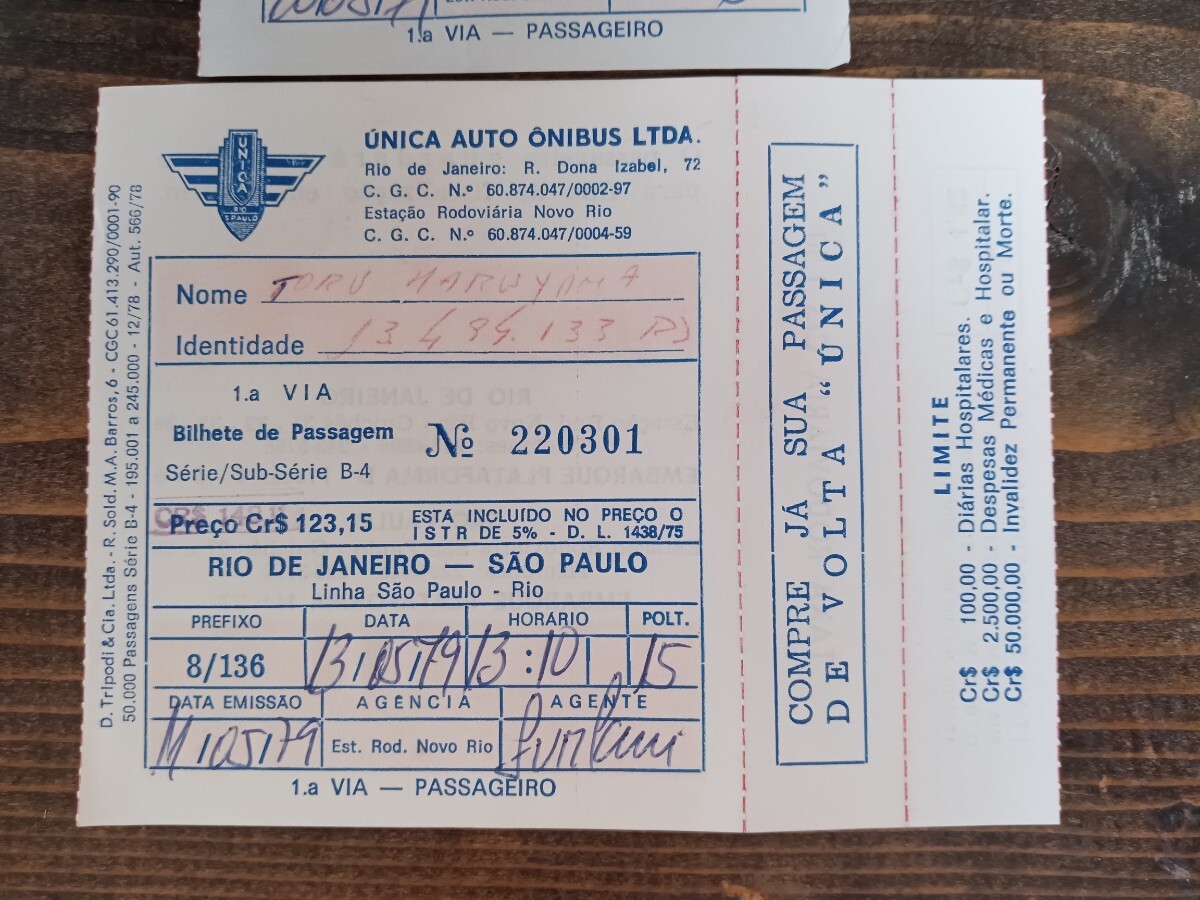 1.a VIA — PASSAGEIRO
ÚNICA
RIO
S.PAULO
ÚNICA AUTO ÔNIBUS LTDA.
Rio de Janeiro: R. Dona Izabel, 72
C. G. C. N.º 60.874.047/0002-97
Estação Rodoviária Novo Rio
C. G. C. N.º 60.874.047/0004-59
Nome TORU MARUYAMA
Identidade
1.a VIA
Bilhete de Passagem Nº 220301
Série/Sub-Série B-4
Preço Cr$ 123,15
ESTÁ INCLUIDO NO PREÇO O
ISTR DE 5% - D. L. 1438/75
RIO DE JANEIRO — SÃO PAULO
Linha São Paulo - Rio
PREFIXO DATA HORÁRIO POLT.
8/136 13/05/79 13:10 15
DATA EMISSÃO AGÊNCIA AGENTE
11/05/79 Est. Rod. Novo Rio
1.a VIA — PASSAGEIRO
D. Tripodi & Cia. Ltda. - R. Sold. M.A. Barros, 6 - CGC 61.413.290/0001-90
50.000 Passagens Série B-4 - 195.001 a 245.000 - 12/78 - Aut. 566/78
COMPRE JÁ SUA PASSAGEM
DE VOLTA “ÚNICA”
LIMITE
Cr$ 100,00 - Diárias Hospitalares.
Cr$ 2.500,00 - Despesas Médicas e Hospitalar.
Cr$ 50.000,00 - Invalidez Permanente ou Morte.